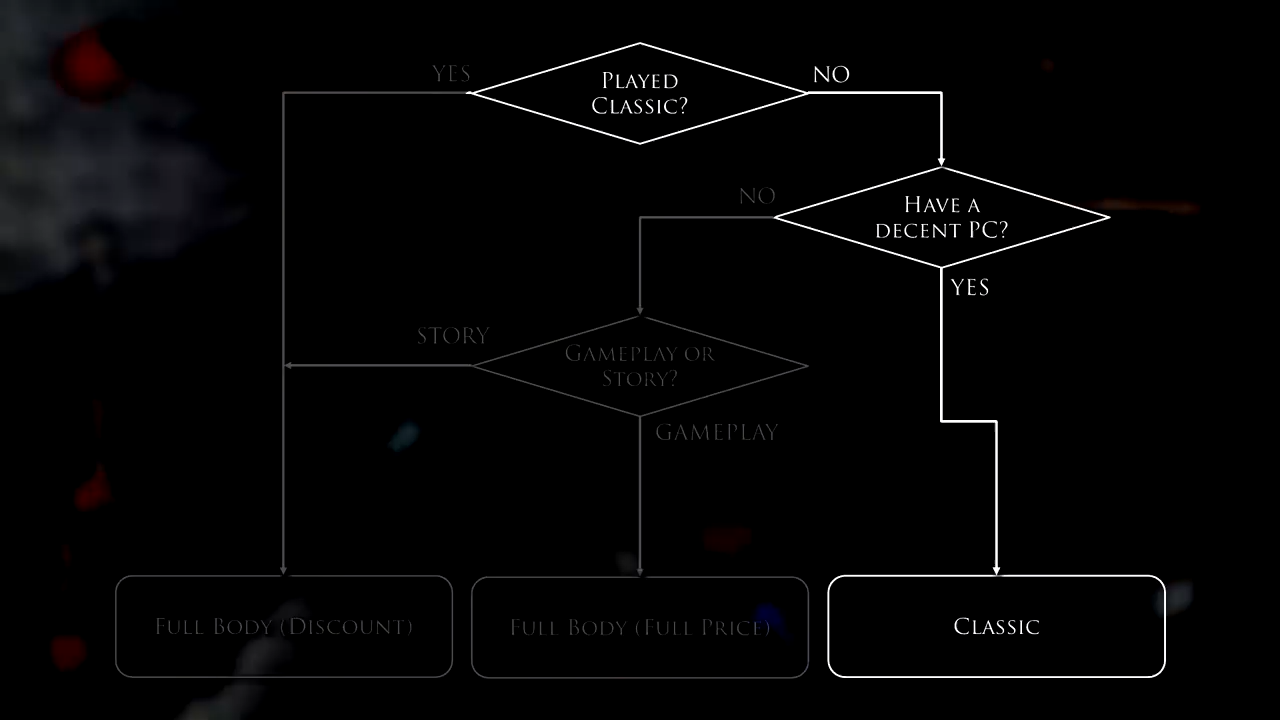 YES
PLAYED
CLASSIC?
NO
NO
HAVE A
DECENT PC?
YES
STORY
GAMEPLAY OR
STORY?
GAMEPLAY
FULL BODY (DISCOUNT)
FULL BODY (FULL PRICE)
CLASSIC